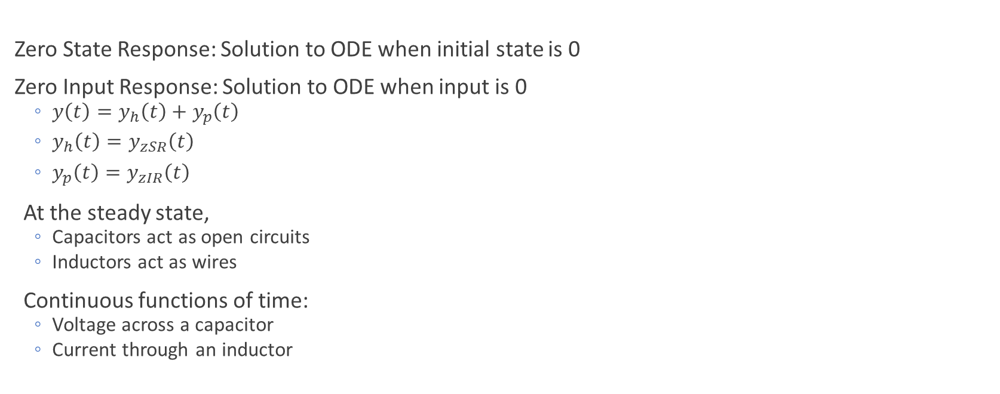 Zero State Response: Solution to ODE when initial state is 0
Zero Input Response: Solution to ODE when input is 0
◦ y(t) = y_h(t) + y_p(t)
◦ y_h(t) = y_{ZSR}(t)
◦ y_p(t) = y_{ZIR}(t)
At the steady state,
◦ Capacitors act as open circuits
◦ Inductors act as wires
Continuous functions of time:
◦ Voltage across a capacitor
◦ Current through an inductor